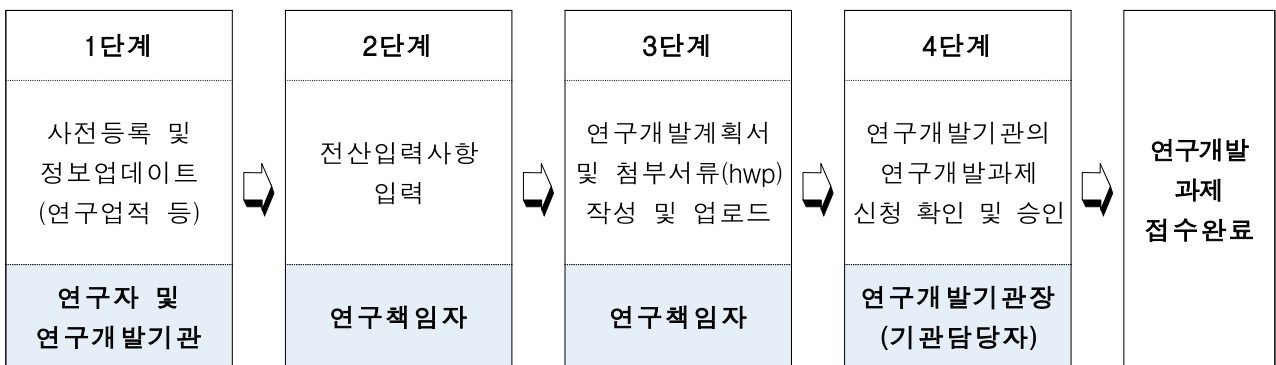 1단계
사전등록 및
정보업데이트
(연구업적 등)
연구자 및
연구개발기관
2단계
전산입력사항
입력
연구책임자
3단계
연구개발계획서
및 첨부서류(hwp)
작성 및 업로드
연구책임자
4단계
연구개발기관의
연구개발과제
신청 확인 및 승인
연구개발기관장
(기관담당자)
연구개발
과제
접수완료